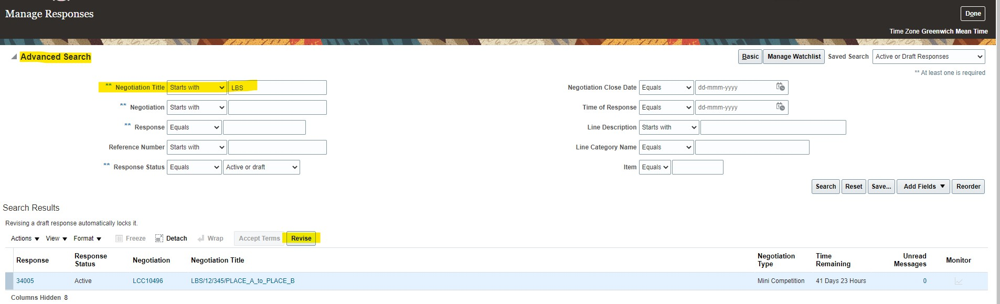 Manage Responses
Done
Time Zone Greenwich Mean Time
Advanced Search
Basic Manage Watchlist Saved Search Active or Draft Responses
** At least one is required
** Negotiation Title Starts with LBS
Negotiation Close Date Equals dd-mmm-yyyy
** Negotiation Starts with
Time of Response Equals dd-mmm-yyyy
** Response Equals
Line Description Starts with
Reference Number Starts with
Line Category Name Equals
** Response Status Equals Active or draft
Item Equals
Search Reset Save... Add Fields Reorder
Search Results
Revising a draft response automatically locks it.
Actions View Format Freeze Detach Wrap Accept Terms Revise
Response Response Status Negotiation Negotiation Title Negotiation Type Time Remaining Unread Messages Monitor
34005 Active LCC10496 LBS/12/345/PLACE_A_to_PLACE_B Mini Competition 41 Days 23 Hours 0
Columns Hidden 8